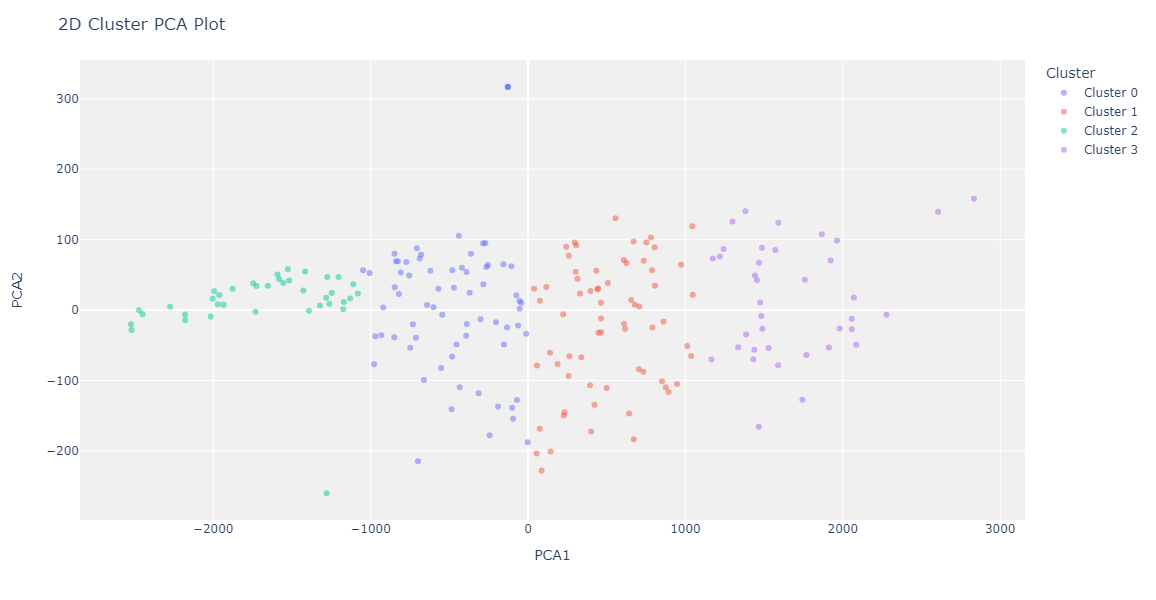 2D Cluster PCA Plot
Cluster
Cluster 0
Cluster 1
Cluster 2
Cluster 3
300
200
100
0
−100
−200
PCA2
−2000 −1000 0 1000 2000 3000
PCA1